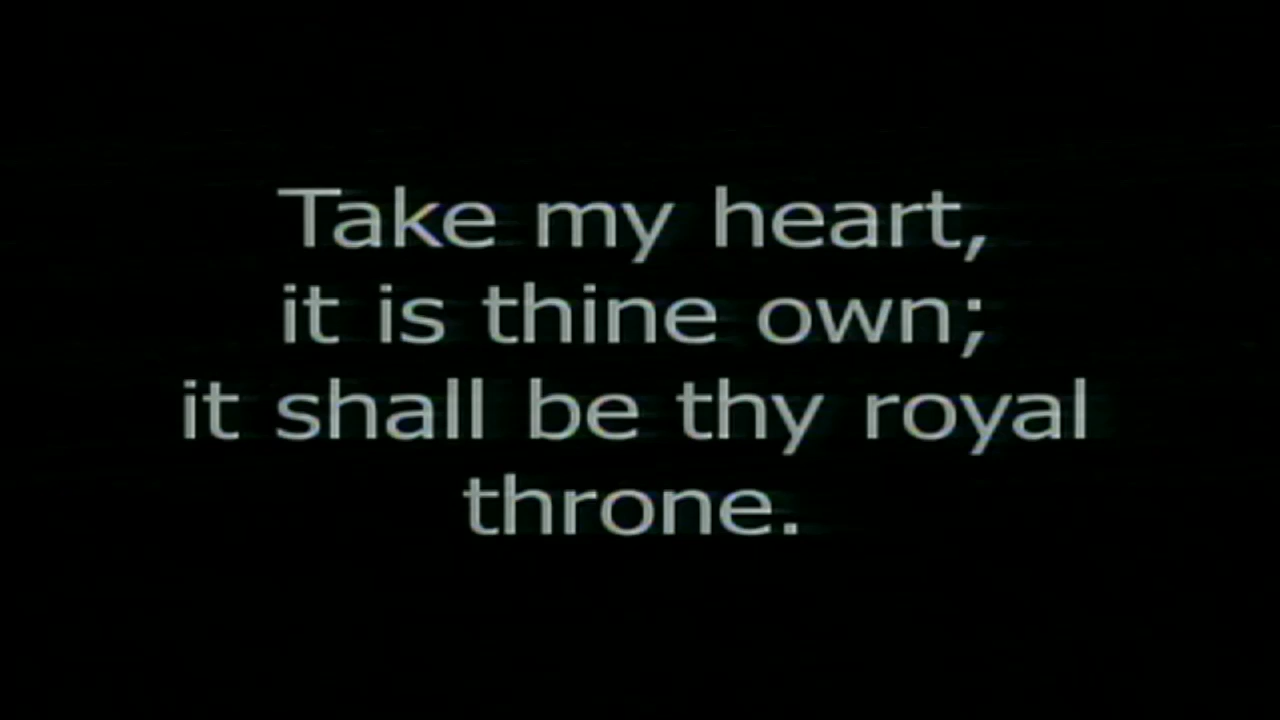 Take my heart,
it is thine own;
it shall be thy royal
throne.